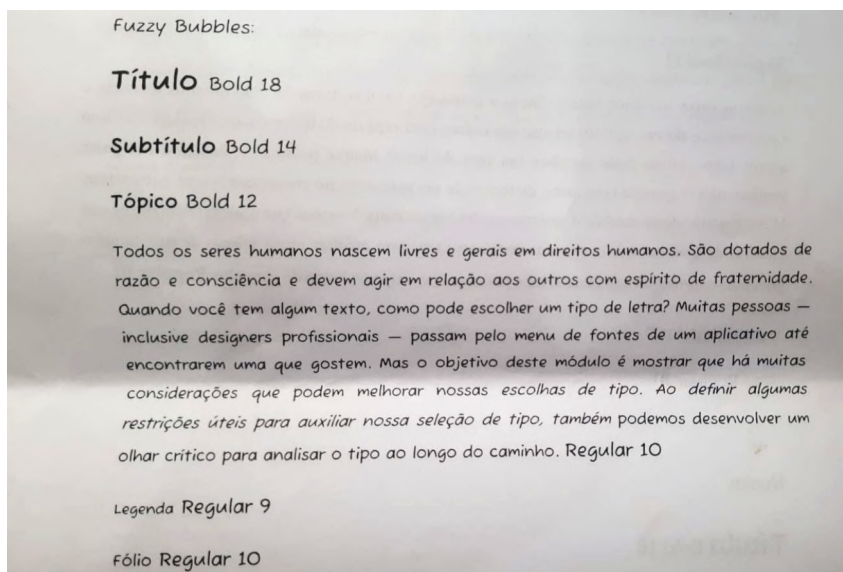 Fuzzy Bubbles:
Título Bold 18
Subtítulo Bold 14
Tópico Bold 12
Todos os seres humanos nascem livres e gerais em direitos humanos. São dotados de
razão e consciência e devem agir em relação aos outros com espírito de fraternidade.
Quando você tem algum texto, como pode escolher um tipo de letra? Muitas pessoas —
inclusive designers profissionais — passam pelo menu de fontes de um aplicativo até
encontrarem uma que gostem. Mas o objetivo deste módulo é mostrar que há muitas
considerações que podem melhorar nossas escolhas de tipo. Ao definir algumas
restrições úteis para auxiliar nossa seleção de tipo, também podemos desenvolver um
olhar crítico para analisar o tipo ao longo do caminho. Regular 10
Legenda Regular 9
Fólio Regular 10